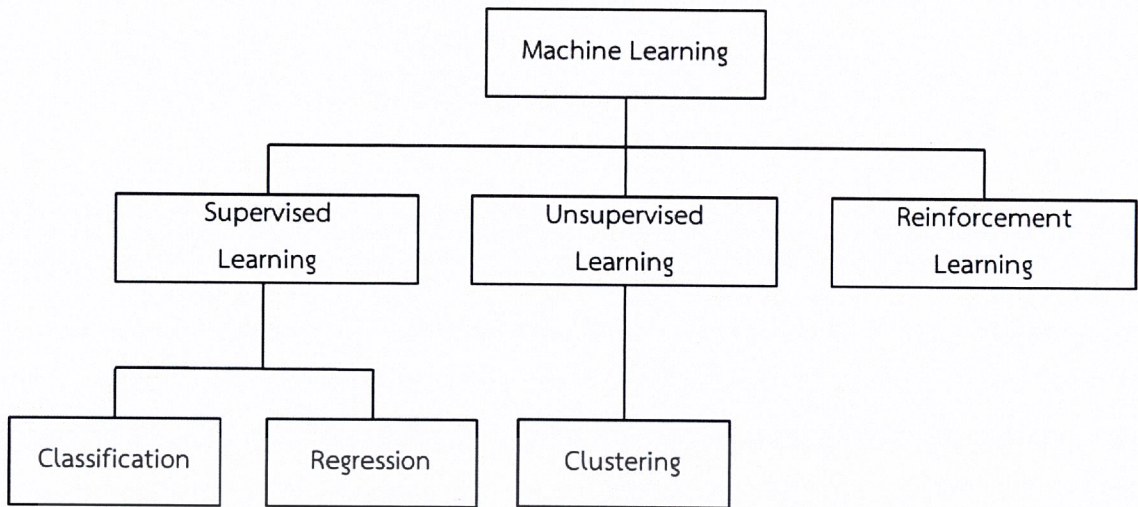 Machine Learning
Supervised
Learning
Unsupervised
Learning
Reinforcement
Learning
Classification
Regression
Clustering